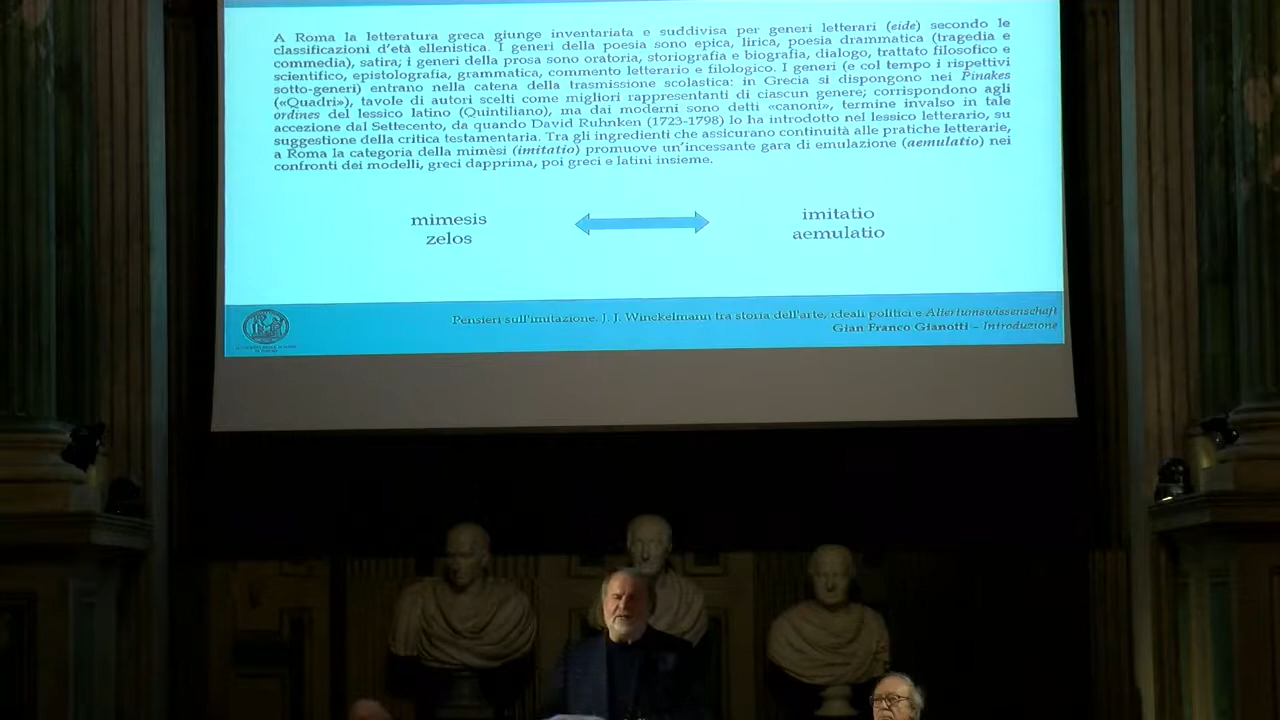 A Roma la letteratura greca giunge inventariata e suddivisa per generi letterari (eide) secondo le
classificazioni d'età ellenistica. I generi della poesia sono epica, lirica, poesia drammatica (tragedia e
commedia), satira; i generi della prosa sono oratoria, storiografia e biografia, dialogo, trattato filosofico e
scientifico, epistolografia, grammatica, commento letterario e filologico. I generi (e col tempo i rispettivi
sotto-generi) entrano nella catena della trasmissione scolastica: in Grecia si dispongono nei Pinakes
(«Quadri»), tavole di autori scelti come migliori rappresentanti di ciascun genere; corrispondono agli
ordines del lessico latino (Quintiliano), ma dai moderni sono detti «canoni», termine invalso in tale
accezione dal Settecento, da quando David Ruhnken (1723-1798) lo ha introdotto nel lessico letterario, su
suggestione della critica testamentaria. Tra gli ingredienti che assicurano continuità alle pratiche letterarie,
a Roma la categoria della mimèsi (imitatio) promuove un'incessante gara di emulazione (aemulatio) nei
confronti dei modelli, greci dapprima, poi greci e latini insieme.
mimesis
zelos
imitatio
aemulatio
Pensieri sull'imitazione. J. J. Winckelmann tra storia dell'arte, ideali politici e Altertumswissenschaft
Gian Franco Gianotti – Introduzione